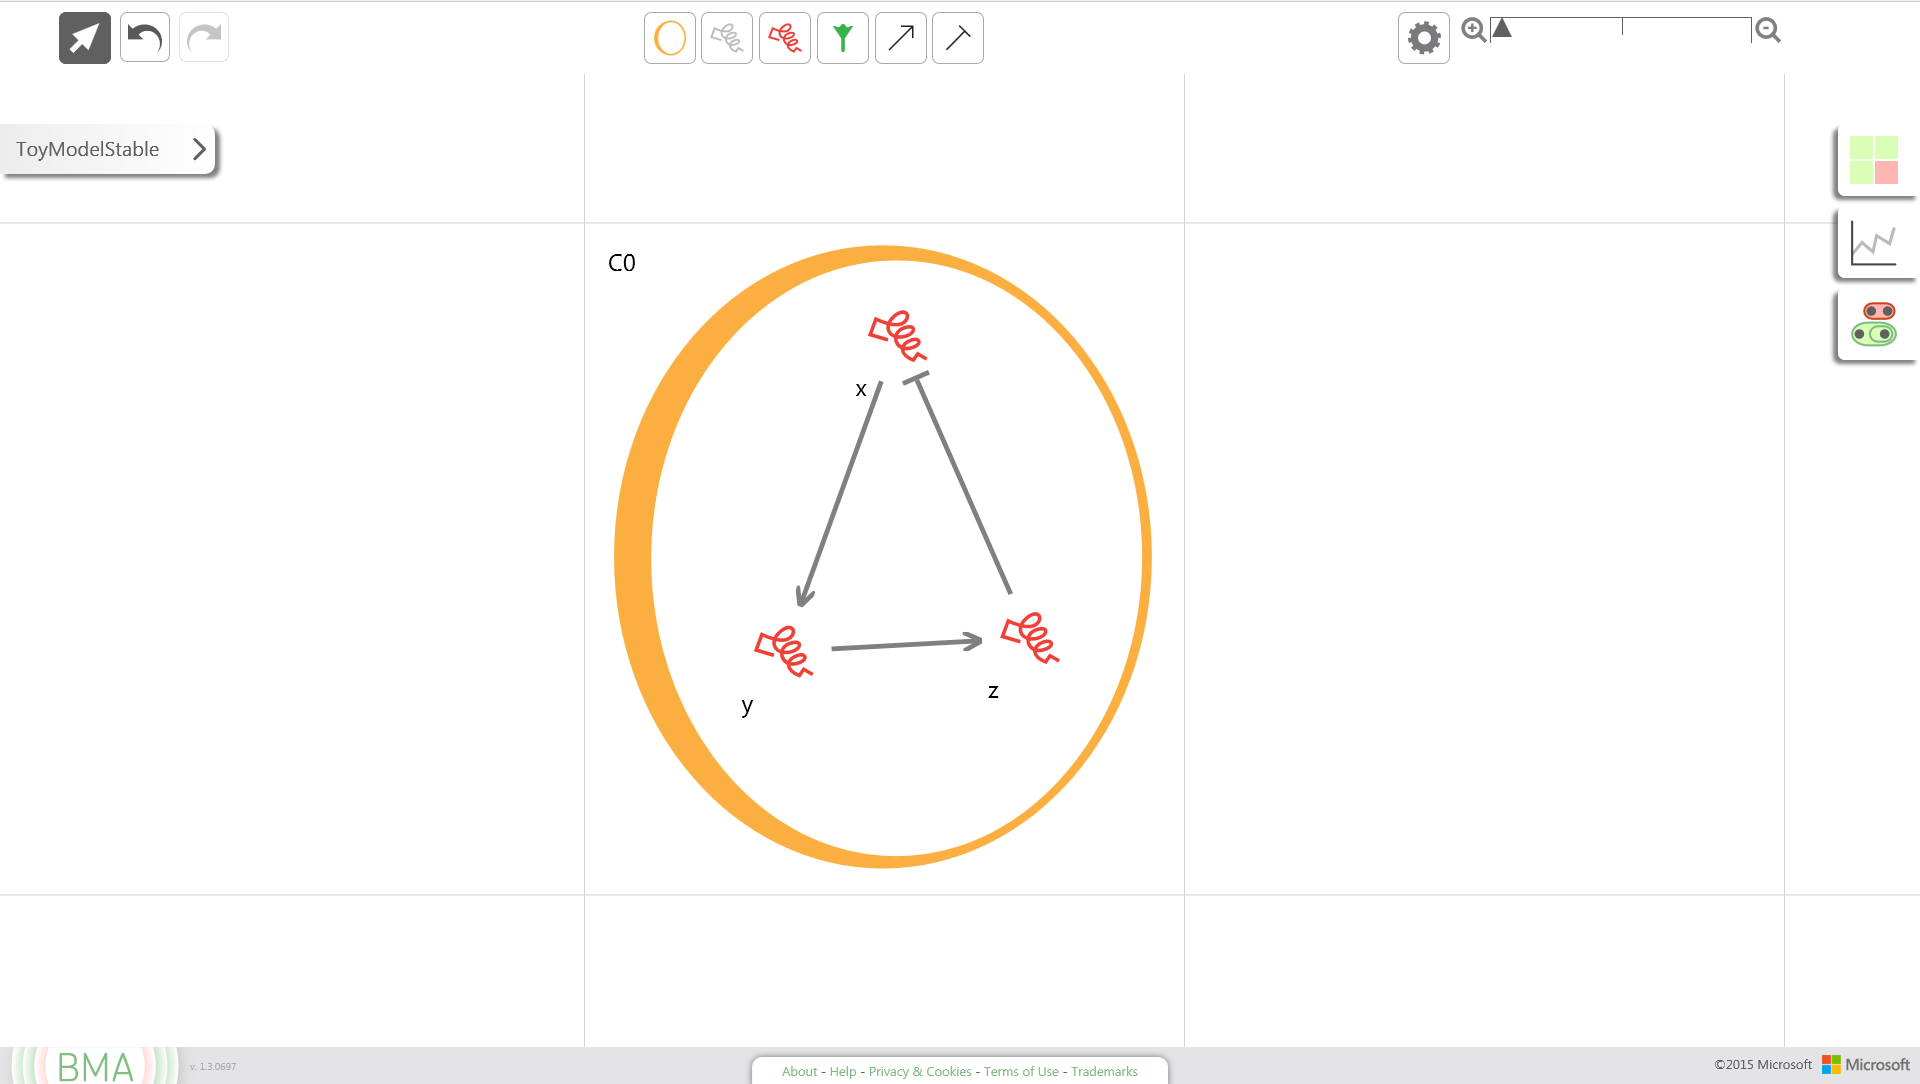 ToyModelStable
C0
x
y
z
BMA
v. 1.3.0697
About - Help - Privacy & Cookies - Terms of Use - Trademarks
©2015 Microsoft
Microsoft